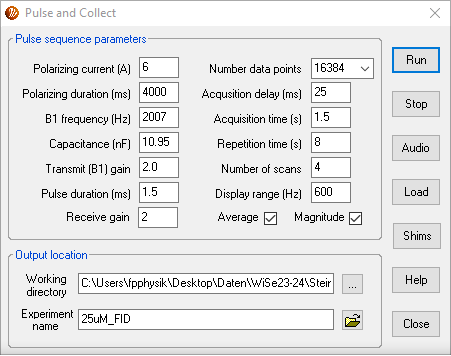 Pulse and Collect
Pulse sequence parameters
Polarizing current (A) 6 Number data points 16384
Polarizing duration (ms) 4000 Acqusition delay (ms) 25
B1 frequency (Hz) 2007 Acquisition time (s) 1.5
Capacitance (nF) 10.95 Repetition time (s) 8
Transmit (B1) gain 2.0 Number of scans 4
Pulse duration (ms) 1.5 Display range (Hz) 600
Receive gain 2 Average Magnitude
Run
Stop
Audio
Load
Shims
Help
Close
Output location
Working directory C:\Users\fpphysik\Desktop\Daten\WiSe23-24\Steir ...
Experiment name 25uM_FID